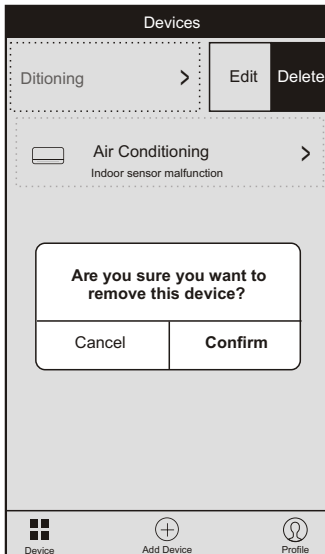 Devices
Ditioning > Edit Delete
Air Conditioning >
Indoor sensor malfunction
Are you sure you want to
remove this device?
Cancel Confirm
Device Add Device Profile